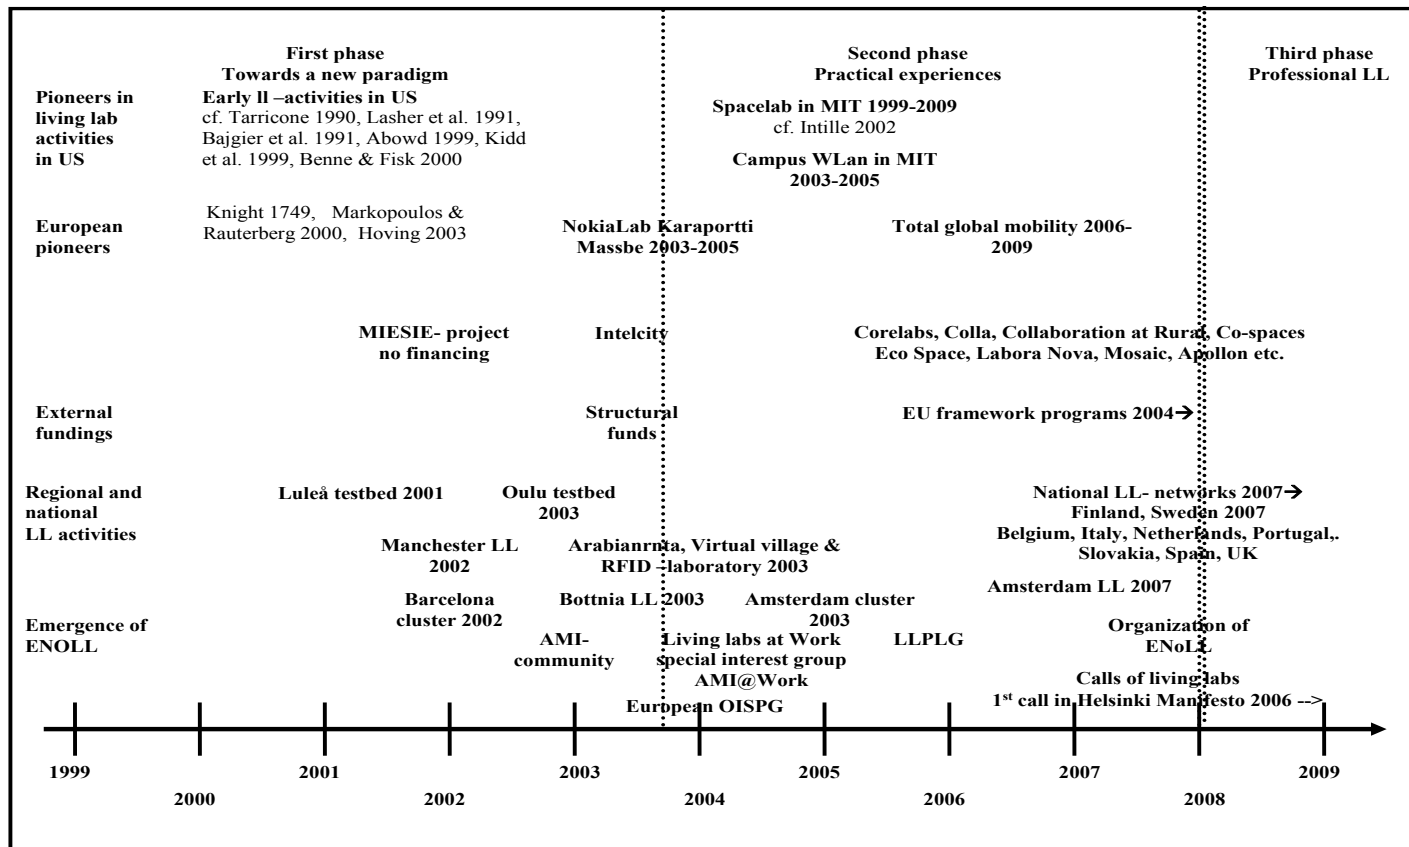 First phase
Towards a new paradigm
Second phase
Practical experiences
Third phase
Professional LL
Pioneers in
living lab
activities
in US
Early ll –activities in US
cf. Tarricone 1990, Lasher et al. 1991,
Bajgier et al. 1991, Abowd 1999, Kidd
et al. 1999, Benne & Fisk 2000
Spacelab in MIT 1999-2009
cf. Intille 2002
Campus WLan in MIT
2003-2005
European
pioneers
Knight 1749, Markopoulos &
Rauterberg 2000, Hoving 2003
NokiaLab Karaportti
Massbe 2003-2005
Total global mobility 2006-
2009
MIESIE- project
no financing
Intelcity
Corelabs, Colla, Collaboration at Rural, Co-spaces
Eco Space, Labora Nova, Mosaic, Apollon etc.
External
fundings
Structural
funds
EU framework programs 2004→
Regional and
national
LL activities
Luleå testbed 2001
Oulu testbed
2003
National LL- networks 2007→
Finland, Sweden 2007
Belgium, Italy, Netherlands, Portugal,.
Slovakia, Spain, UK
Manchester LL
2002
Arabianrnta, Virtual village &
RFID –laboratory 2003
Amsterdam LL 2007
Barcelona
cluster 2002
Bottnia LL 2003
Amsterdam cluster
2003
Emergence of
ENOLL
AMI-
community
Living labs at Work
special interest group
AMI@Work
LLPLG
Organization of
ENoLL
European OISPG
Calls of living labs
1st call in Helsinki Manifesto 2006 -->
1999
2000
2001
2002
2003
2004
2005
2006
2007
2008
2009